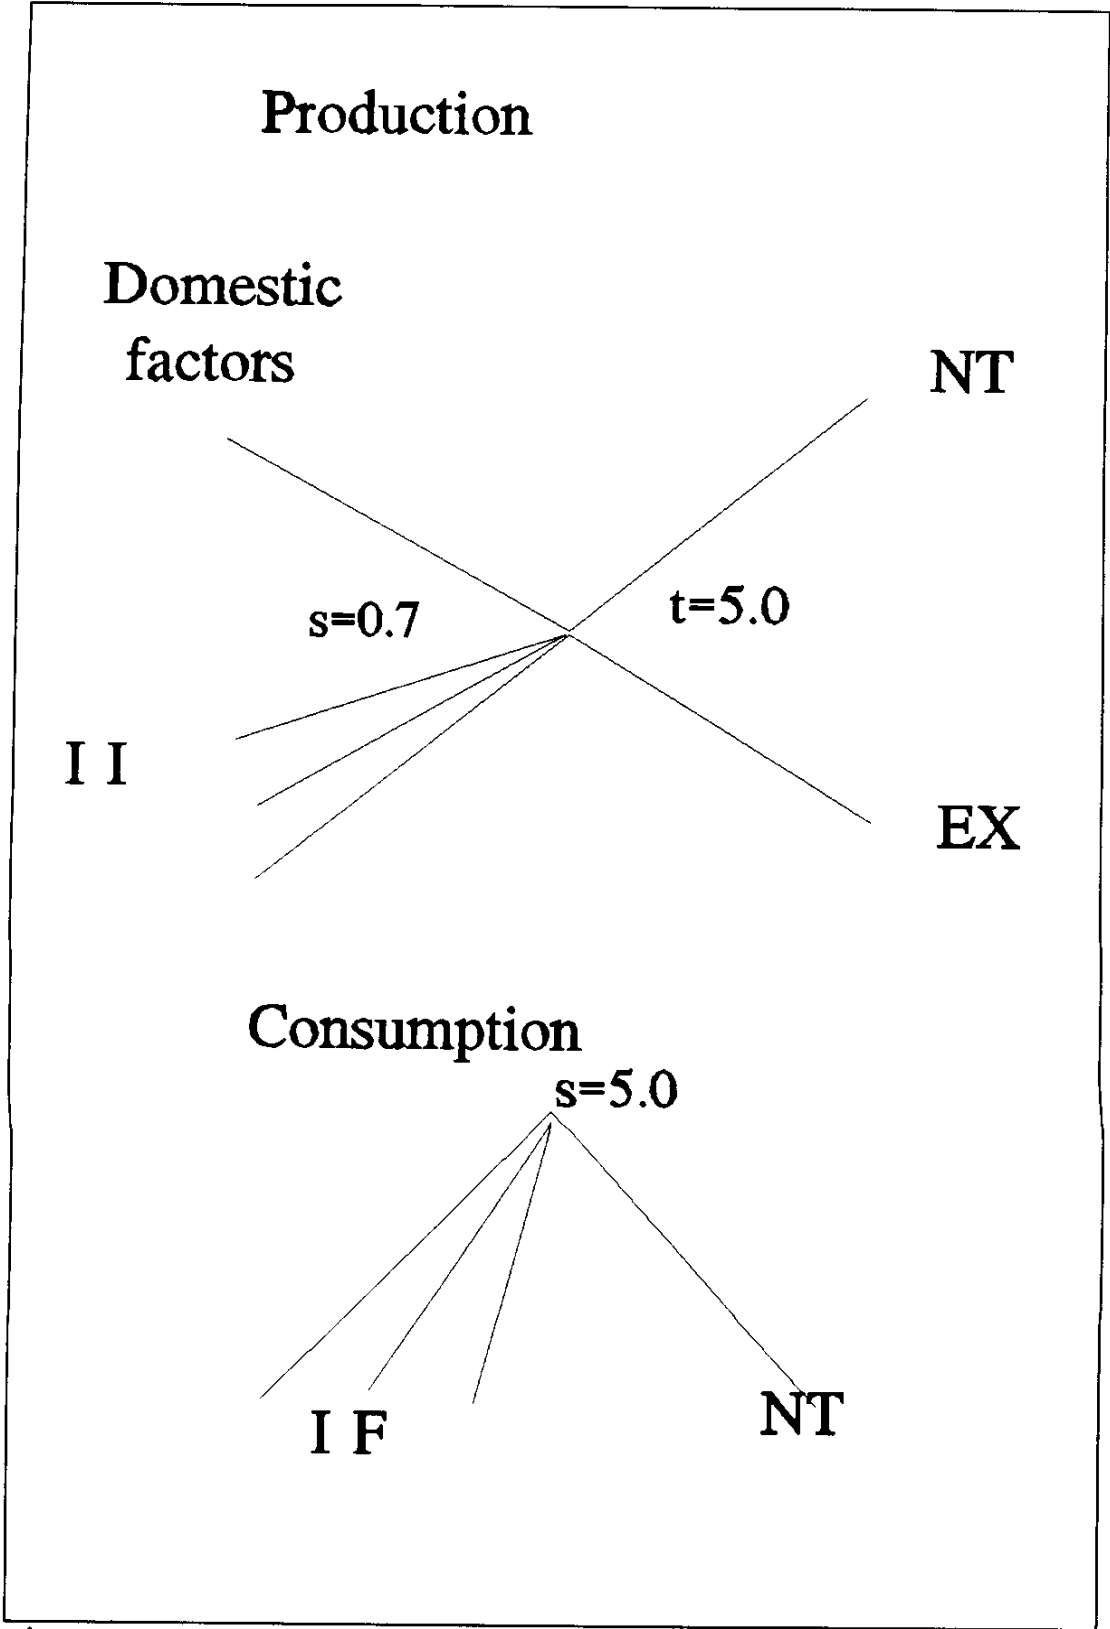 Production
Domestic
factors
NT
s=0.7
t=5.0
I I
EX
Consumption
s=5.0
I F
NT